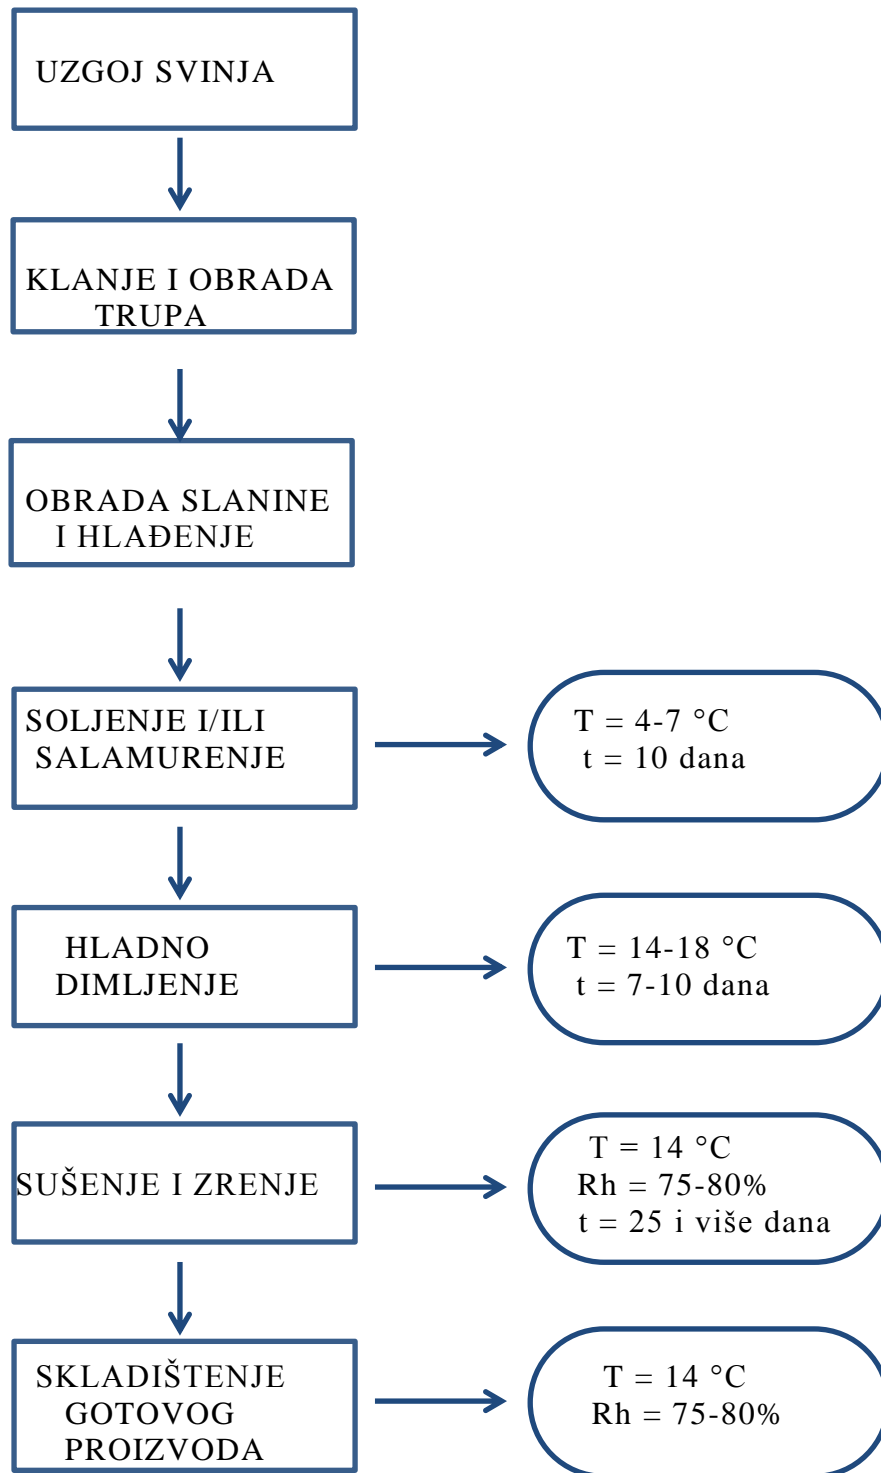 UZGOJ SVINJA
KLANJE I OBRADA
TRUPA
OBRADA SLANINE
I HLAĐENJE
SOLJENJE I/ILI
SALAMURENJE
T = 4-7 °C
t = 10 dana
HLADNO
DIMLJENJE
T = 14-18 °C
t = 7-10 dana
SUŠENJE I ZRENJE
T = 14 °C
Rh = 75-80%
t = 25 i više dana
SKLADIŠTENJE
GOTOVOG
PROIZVODA
T = 14 °C
Rh = 75-80%